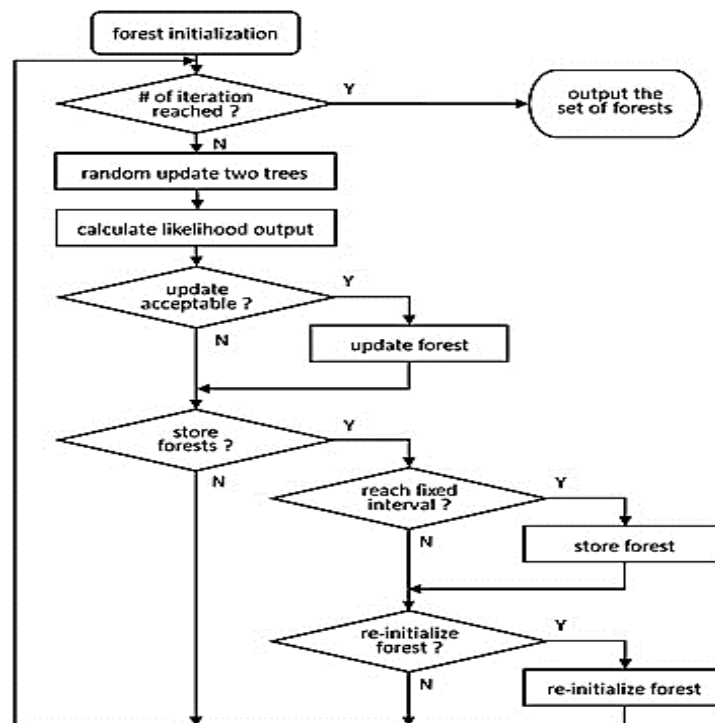 forest initialization
# of iteration
reached ?
Y
output the
set of forests
N
random update two trees
calculate likelihood output
update
acceptable ?
Y
N
update forest
store
forests ?
Y
N
reach fixed
interval ?
Y
N
store forest
re-initialize
forest ?
Y
N
re-initialize forest